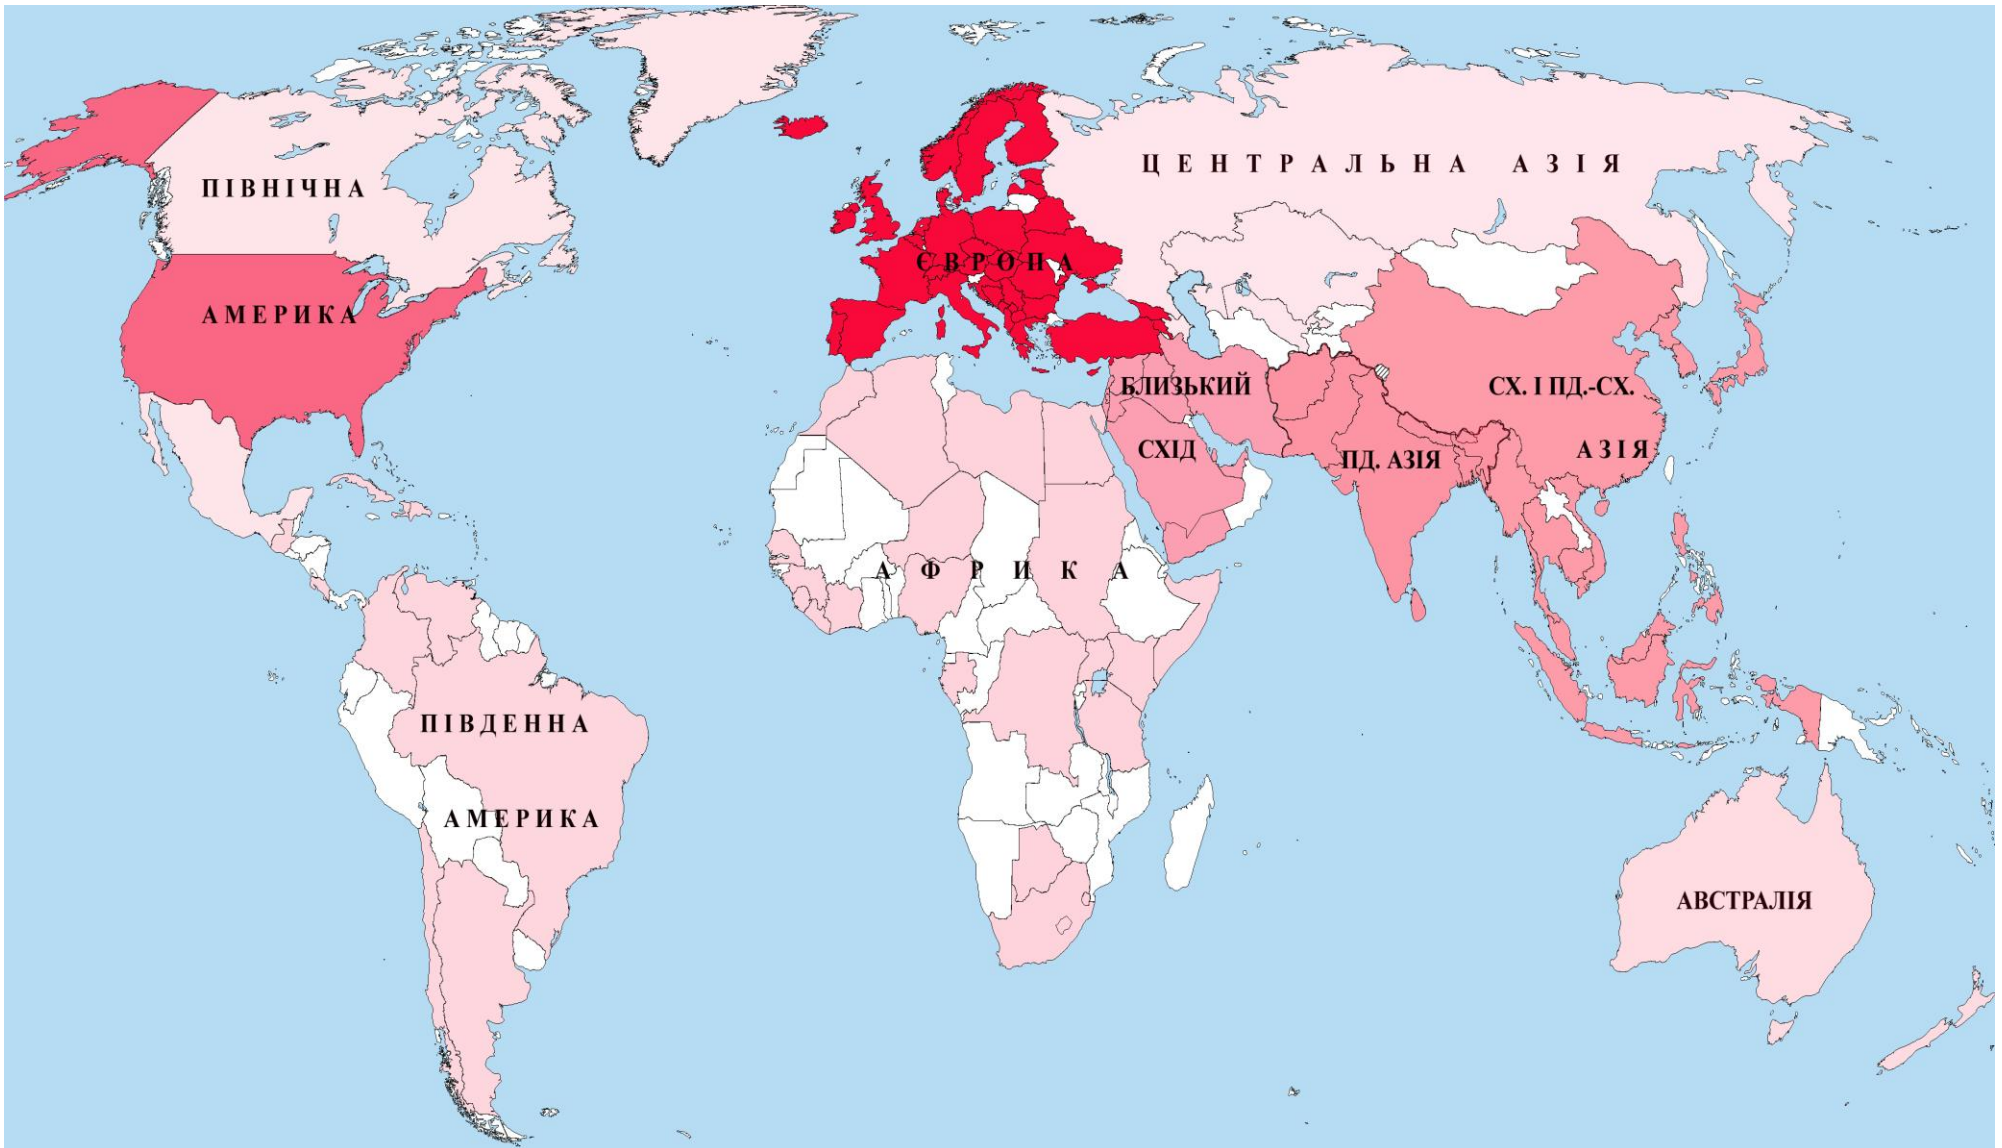 ПІВНІЧНА
АМЕРИКА
ЦЕНТРАЛЬНА АЗІЯ
ЄВРОПА
БЛИЗЬКИЙ
СХІД
ПД. АЗІЯ
СХ. І ПД.-СХ.
АЗІЯ
АФРИКА
ПІВДЕННА
АМЕРИКА
АВСТРАЛІЯ